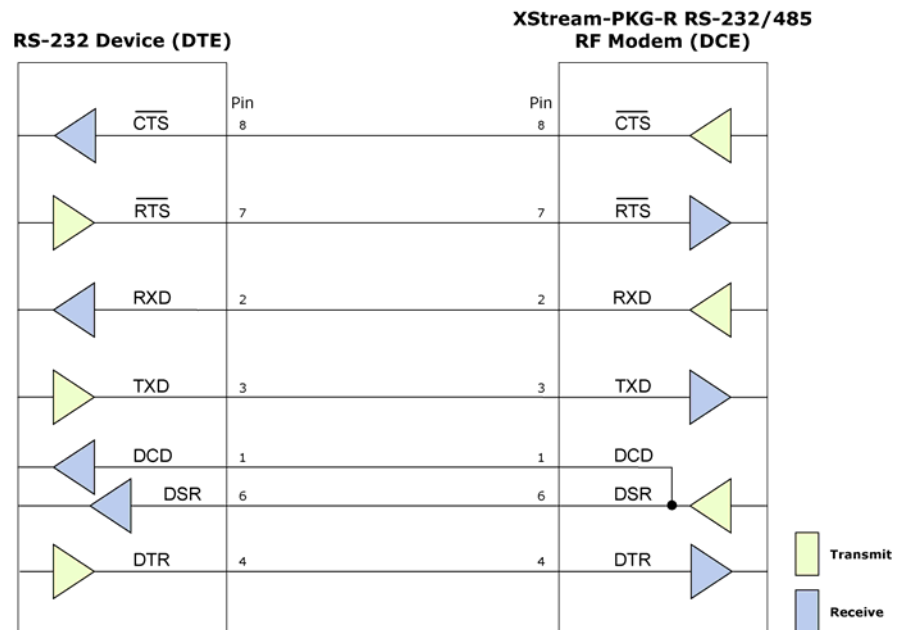 XStream-PKG-R RS-232/485
RS-232 Device (DTE)
RF Modem (DCE)
Pin
Pin
CTS
8
8
CTS
RTS
7
7
RTS
RXD
2
2
RXD
TXD
3
3
TXD
DCD
1
1
DCD
DSR
6
6
DSR
DTR
4
4
DTR
Transmit
Receive